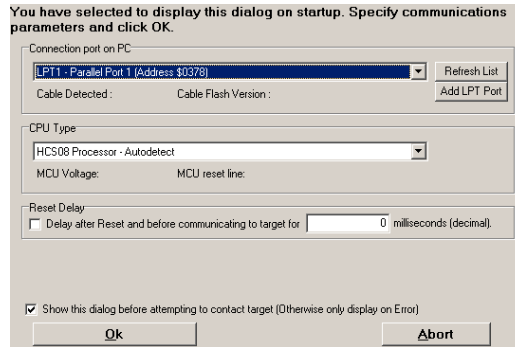 You have selected to display this dialog on startup. Specify communications
parameters and click OK.
Connection port on PC
LPT1 - Parallel Port 1 (Address $0378)
Refresh List
Cable Detected :
Cable Flash Version :
Add LPT Port
CPU Type
HCS08 Processor - Autodetect
MCU Voltage:
MCU reset line:
Reset Delay
Delay after Reset and before communicating to target for
0
milliseconds (decimal).
Show this dialog before attempting to contact target (Otherwise only display on Error)
Ok
Abort